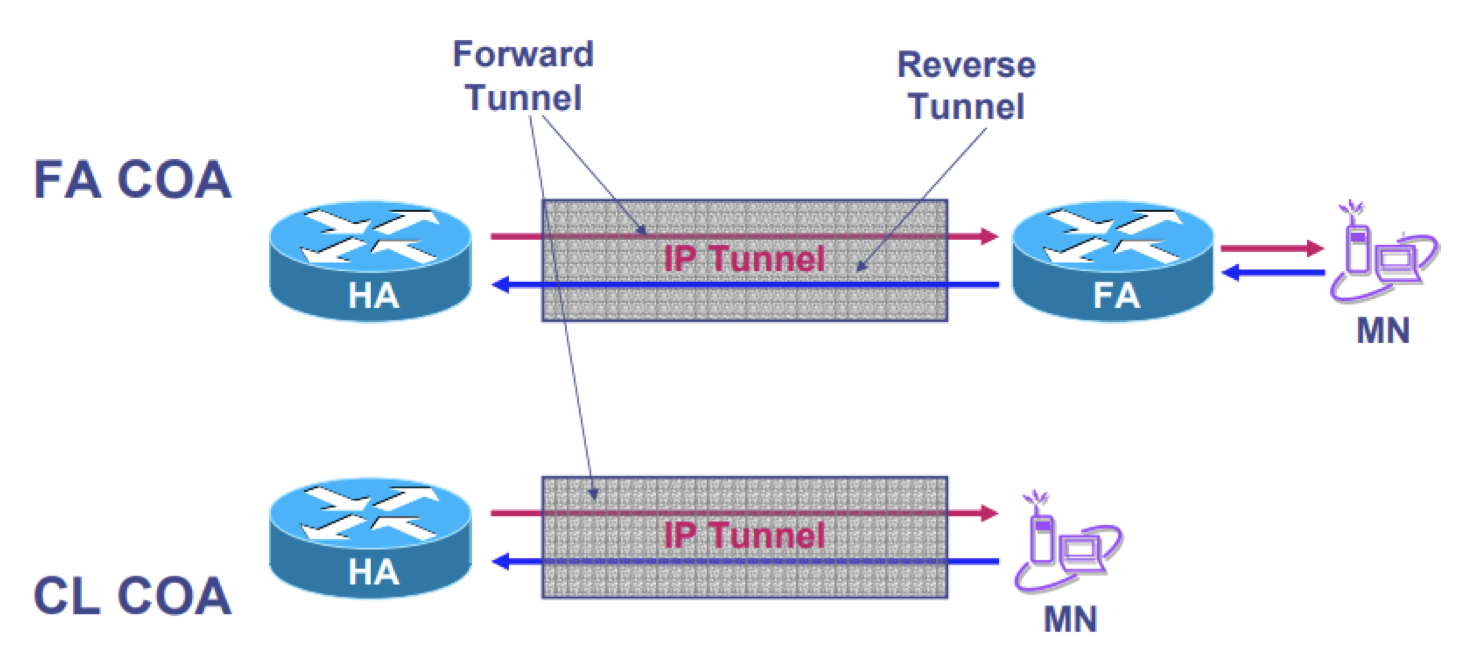 Forward
Tunnel
Reverse
Tunnel
FA COA
HA
IP Tunnel
FA
MN
HA
IP Tunnel
CL COA
MN